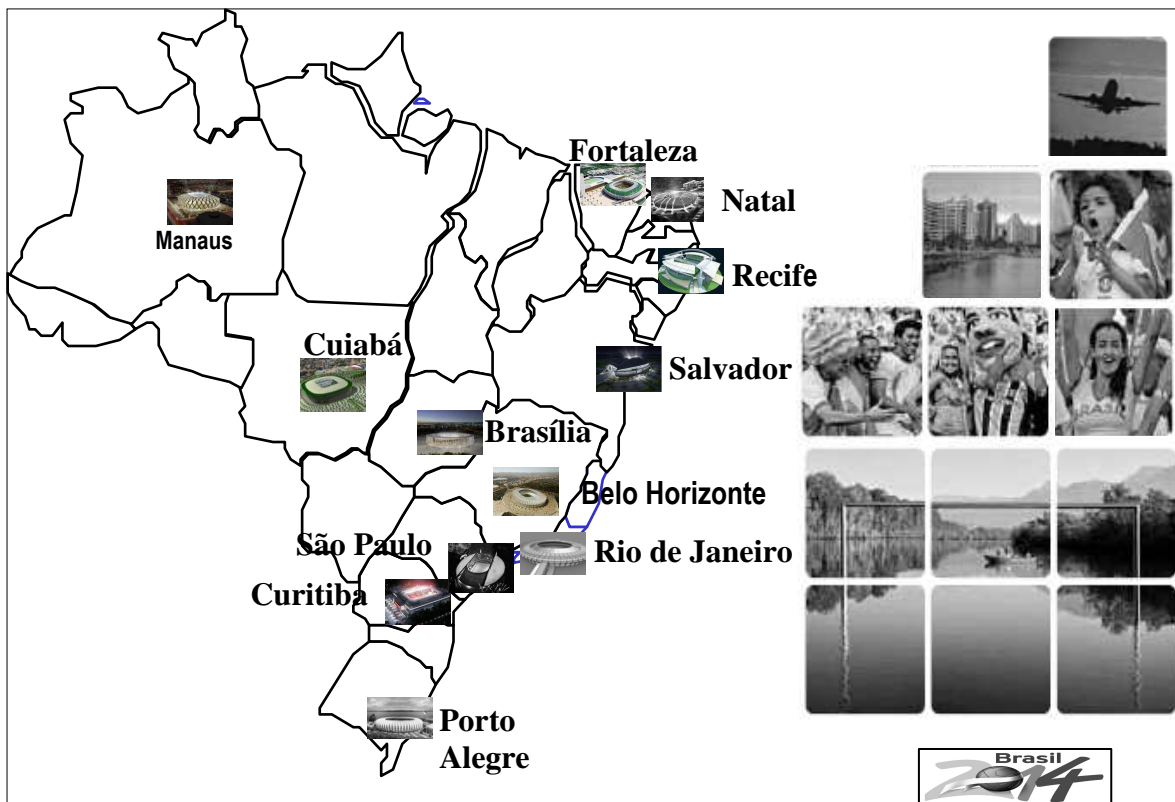 Fortaleza
Natal
Manaus
Recife
Cuiabá
Salvador
Brasília
Belo Horizonte
São Paulo
Rio de Janeiro
Curitiba
Porto
Alegre
BRASIL
Brasil
2014